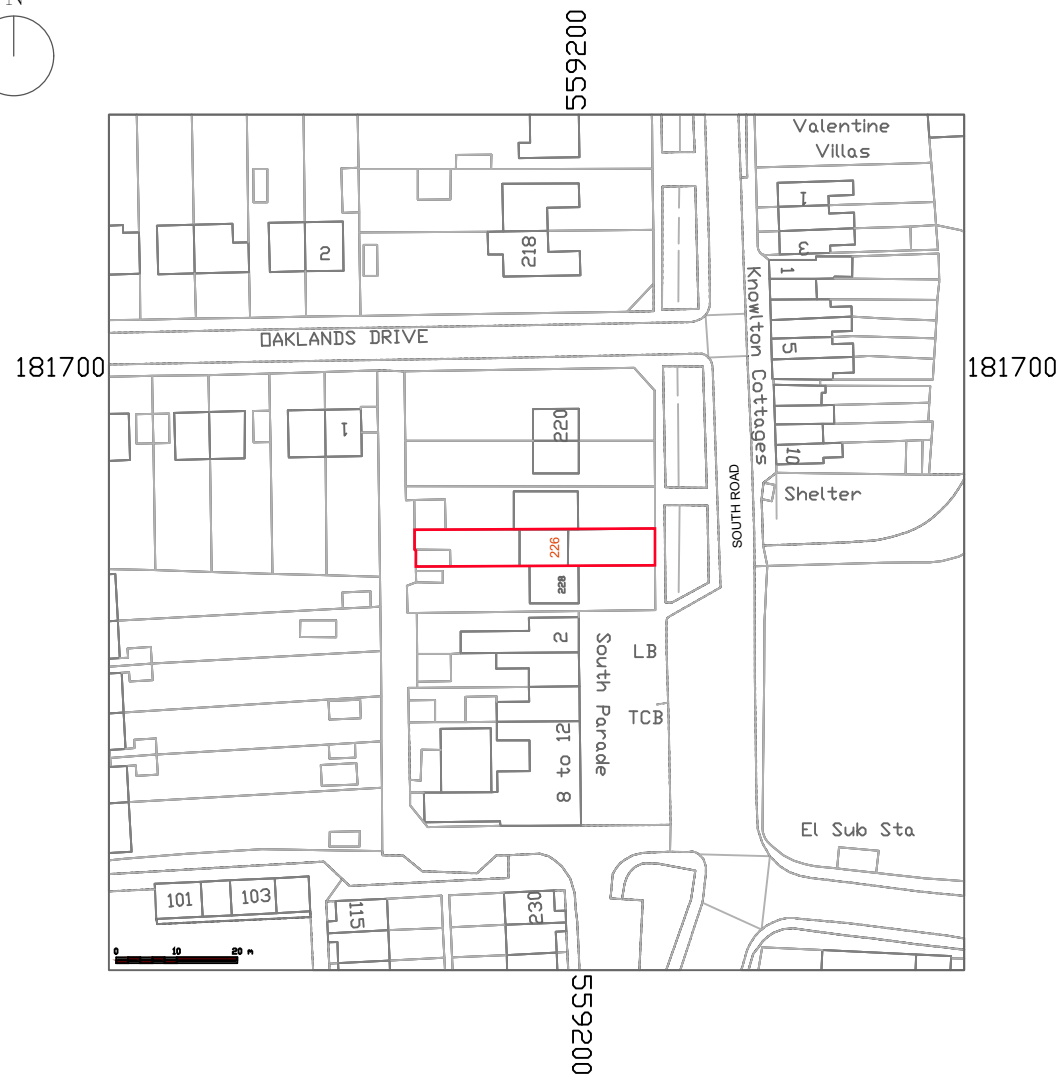 N
559200
Valentine
Villas
1
3
218
2
1
Knowlton Cottages
OAKLANDS DRIVE
5
181700
181700
220
1
10
SOUTH ROAD
Shelter
226
228
2
South Parade
LB
TCB
8 to 12
El Sub Sta
101
103
115
230
0 10 20 m
559200